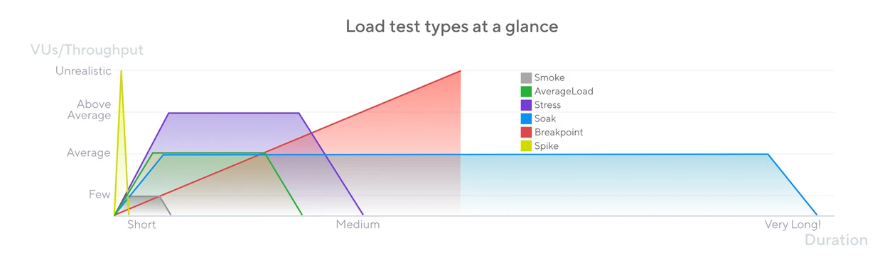 Load test types at a glance
VUs/Throughput
Unrealistic
Above
Average
Average
Few
Smoke
AverageLoad
Stress
Soak
Breakpoint
Spike
Short
Medium
Very Long!
Duration